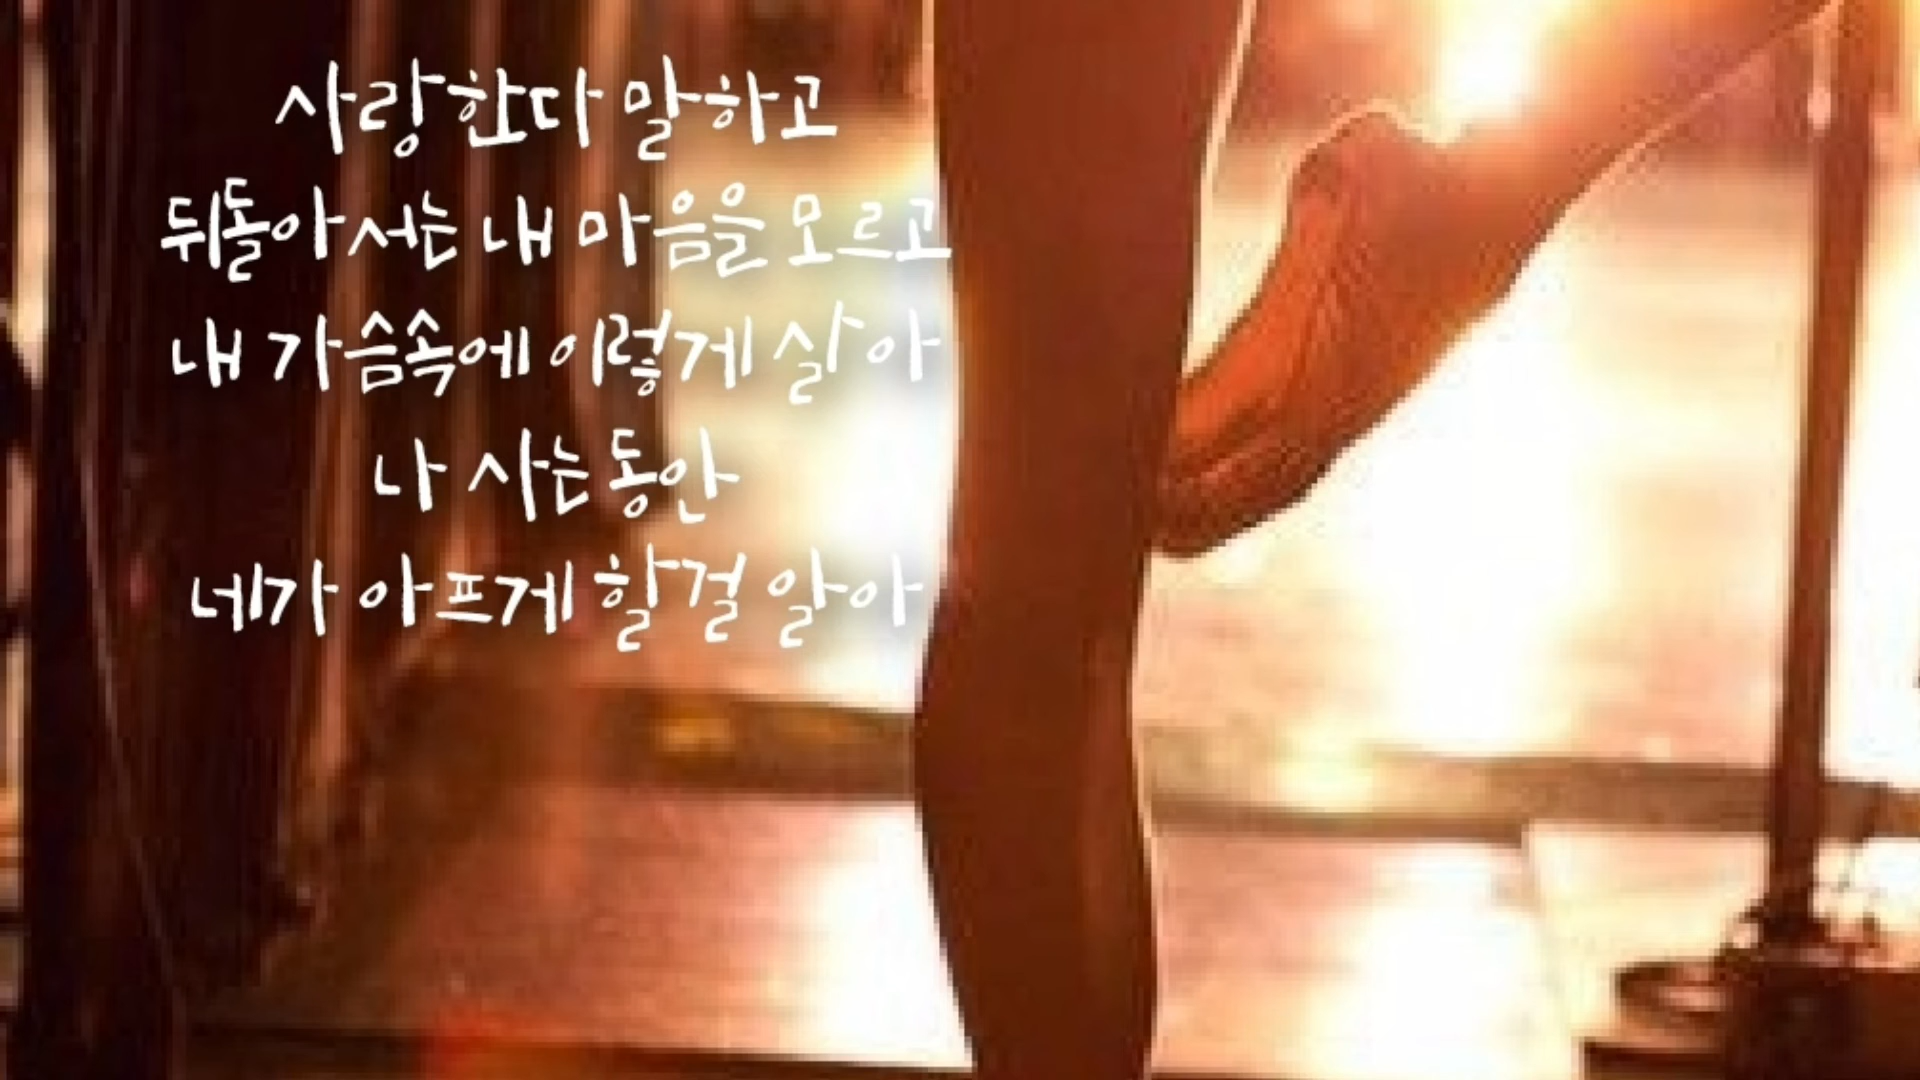 사랑한다 말하고
뒤돌아서는 내 마음을 모르고
내 가슴속에 이렇게 살아
나 사는동안
네가 아프게 할걸 알아